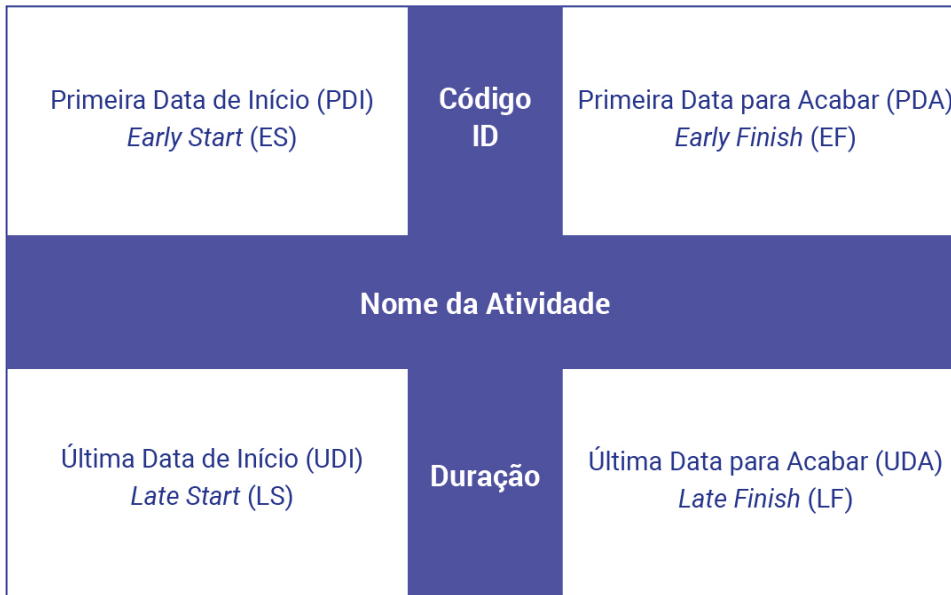 Primeira Data de Início (PDI)
Early Start (ES)
Código
ID
Primeira Data para Acabar (PDA)
Early Finish (EF)
Nome da Atividade
Última Data de Início (UDI)
Late Start (LS)
Duração
Última Data para Acabar (UDA)
Late Finish (LF)